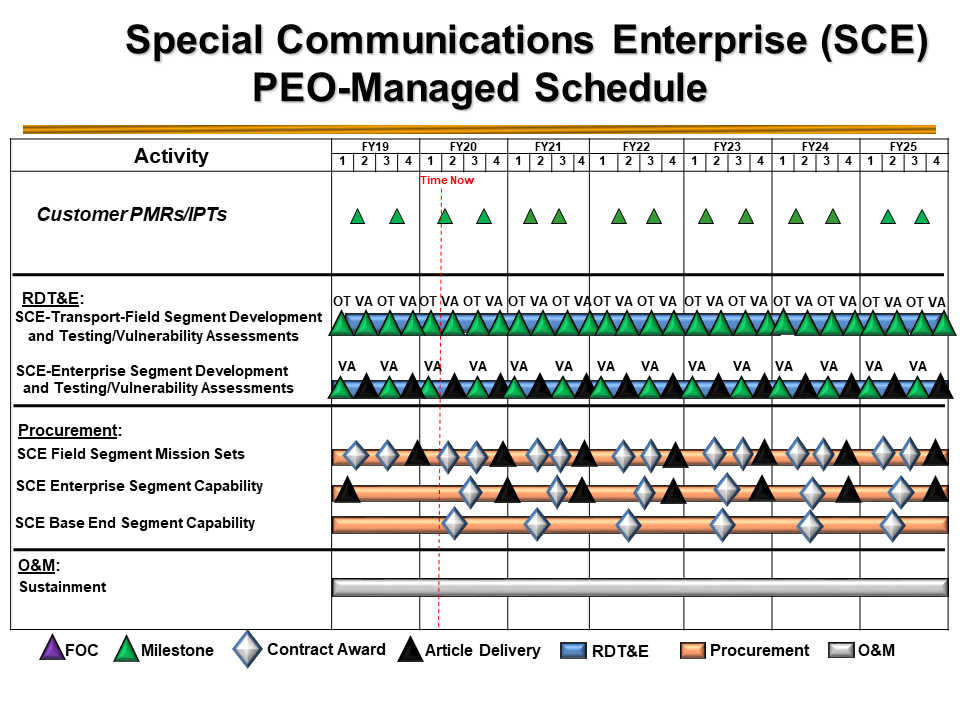 Special Communications Enterprise (SCE)
PEO-Managed Schedule
Activity
FY19 FY20 FY21 FY22 FY23 FY24 FY25
1 2 3 4 1 2 3 4 1 2 3 4 1 2 3 4 1 2 3 4 1 2 3 4 1 2 3 4
Time Now
Customer PMRs/IPTs
RDT&E:
OT VA OT VA OT VA OT VA OT VA OT VA OT VA OT VA OT VA OT VA OT VA OT VA OT VA OT VA
SCE-Transport-Field Segment Development
and Testing/Vulnerability Assessments
VA VA VA VA VA VA VA VA VA VA VA VA VA VA
SCE-Enterprise Segment Development
and Testing/Vulnerability Assessments
Procurement:
SCE Field Segment Mission Sets
SCE Enterprise Segment Capability
SCE Base End Segment Capability
O&M:
Sustainment
FOC Milestone Contract Award Article Delivery RDT&E Procurement O&M